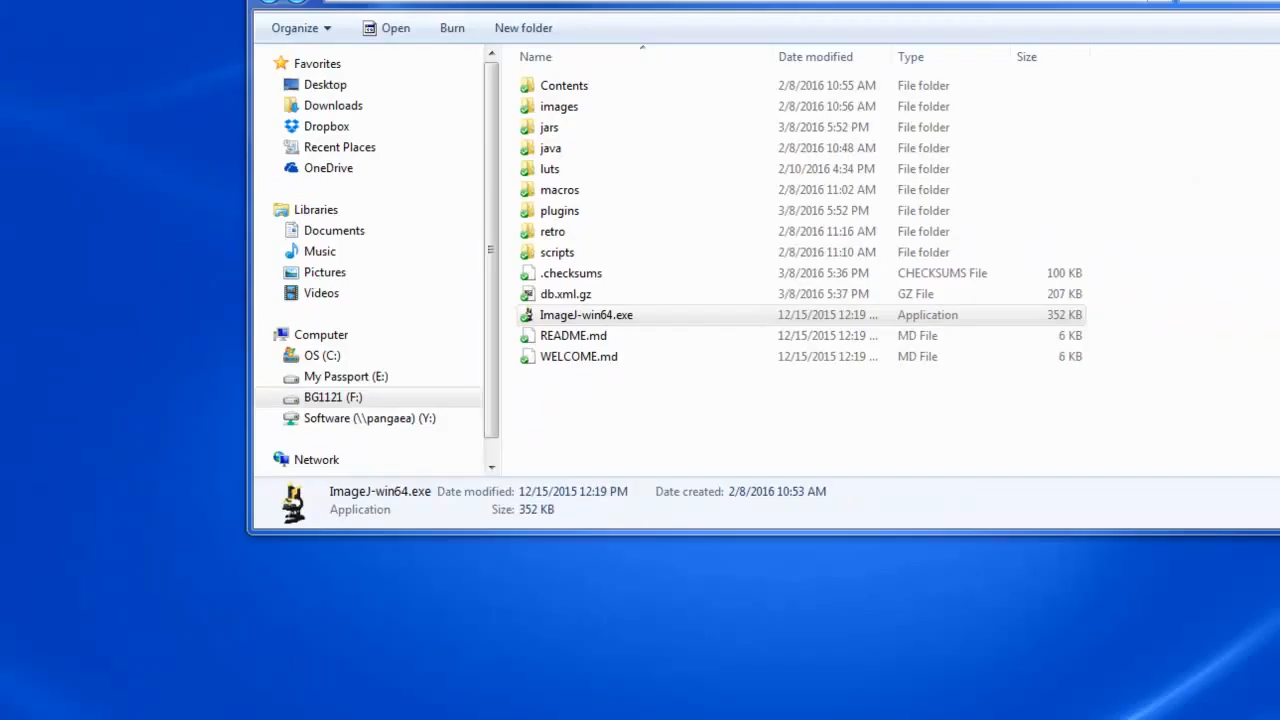 Organize Open Burn New folder
Name Date modified Type Size
Favorites
Desktop
Downloads
Dropbox
Recent Places
OneDrive
Libraries
Documents
Music
Pictures
Videos
Computer
OS (C:)
My Passport (E:)
BG1121 (F:)
Software (\\pangaea) (Y:)
Network
Contents 2/8/2016 10:55 AM File folder
images 2/8/2016 10:56 AM File folder
jars 3/8/2016 5:52 PM File folder
java 2/8/2016 10:48 AM File folder
luts 2/10/2016 4:34 PM File folder
macros 2/8/2016 11:02 AM File folder
plugins 3/8/2016 5:52 PM File folder
retro 2/8/2016 11:16 AM File folder
scripts 2/8/2016 11:10 AM File folder
.checksums 3/8/2016 5:36 PM CHECKSUMS File 100 KB
db.xml.gz 3/8/2016 5:37 PM GZ File 207 KB
ImageJ-win64.exe 12/15/2015 12:19 ... Application 352 KB
README.md 12/15/2015 12:19 ... MD File 6 KB
WELCOME.md 12/15/2015 12:19 ... MD File 6 KB
ImageJ-win64.exe Date modified: 12/15/2015 12:19 PM Date created: 2/8/2016 10:53 AM
Application Size: 352 KB